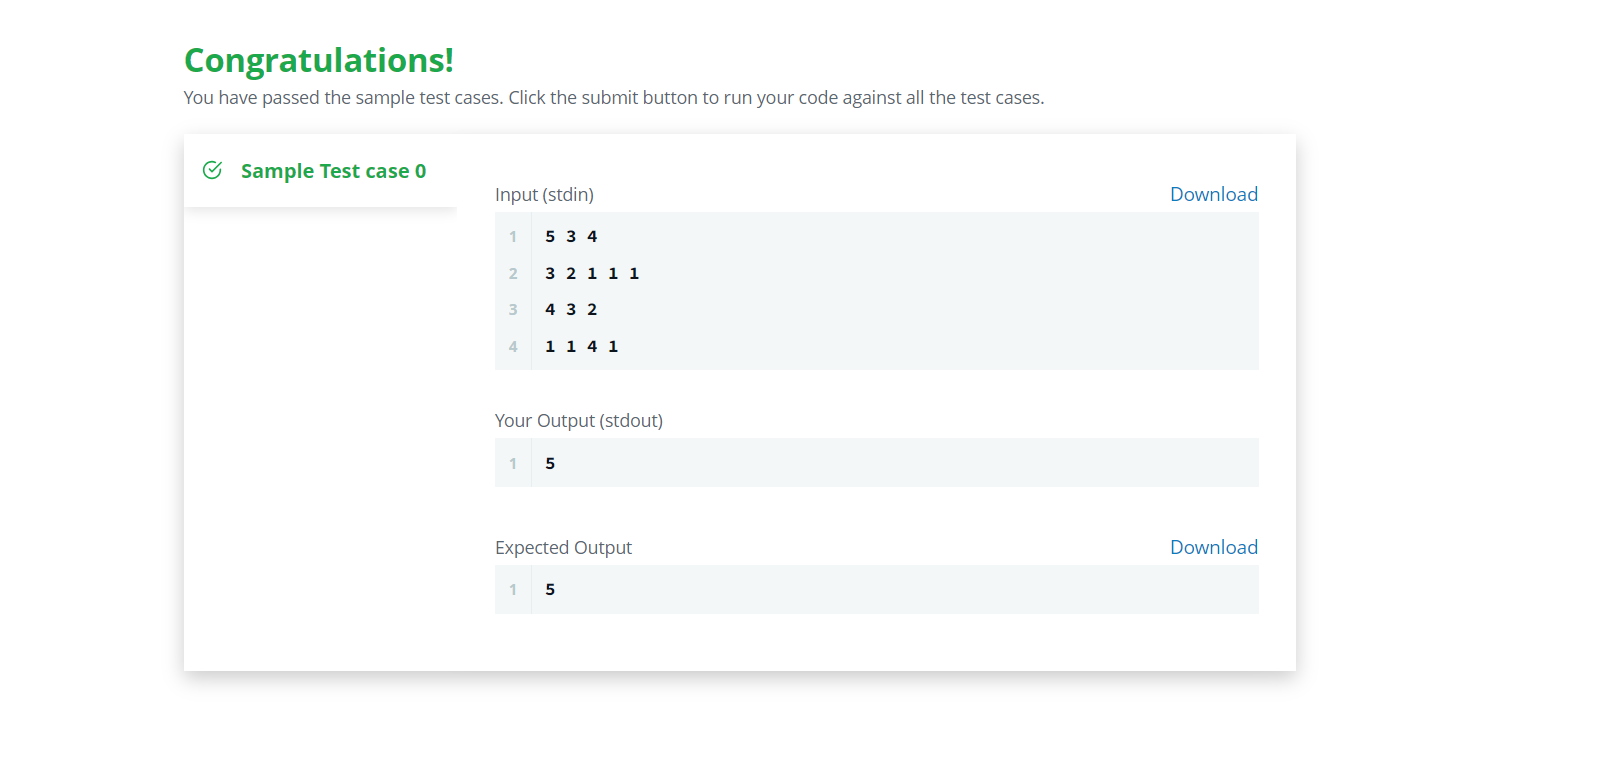 Congratulations!
You have passed the sample test cases. Click the submit button to run your code against all the test cases.
Sample Test case 0
Input (stdin)
Download
1 5 3 4
2 3 2 1 1 1
3 4 3 2
4 1 1 4 1
Your Output (stdout)
1 5
Expected Output
Download
1 5